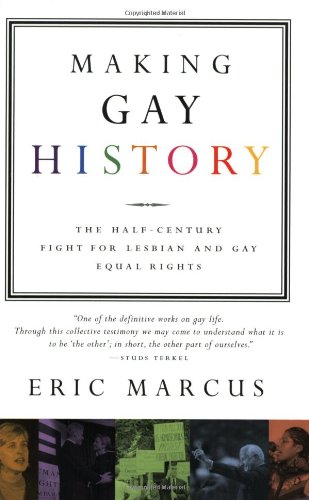 MAKING
GAY
HISTORY
THE HALF-CENTURY
FIGHT FOR LESBIAN AND GAY
EQUAL RIGHTS
"One of the definitive works on gay life.
Through this collective testimony we may come to understand what it is
to be 'the other'; in short, the other part of ourselves."
—STUDS TERKEL
ERIC MARCUS